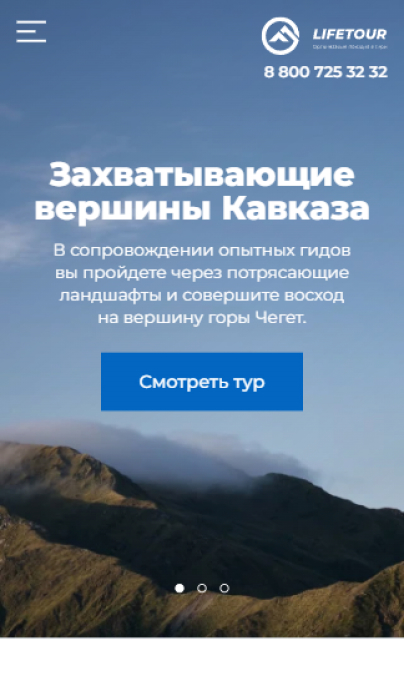 LIFETOUR
8 800 725 32 32
Захватывающие
вершины Кавказа
В сопровождении опытных гидов
вы пройдете через потрясающие
ландшафты и совершите восход
на вершину горы Чегет.
Смотреть тур